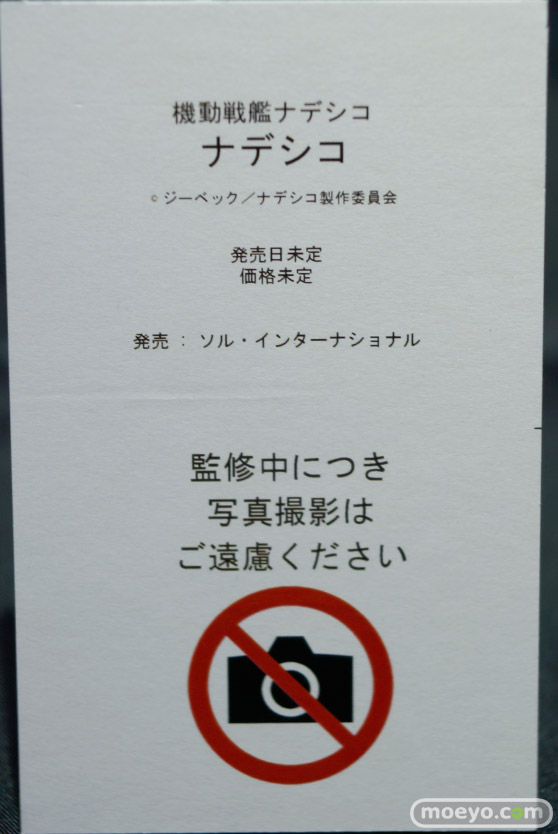 機動戦艦ナデシコ
ナデシコ
©ジーベック／ナデシコ製作委員会
発売日未定
価格未定
発売 ： ソル・インターナショナル
監修中につき
写真撮影は
ご遠慮ください
moeyo.com